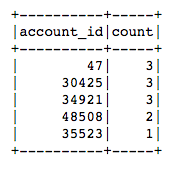 +----------+-----+
|account_id|count|
+----------+-----+
|        47|    3|
|     30425|    3|
|     34921|    3|
|     48508|    2|
|     35523|    1|
+----------+-----+